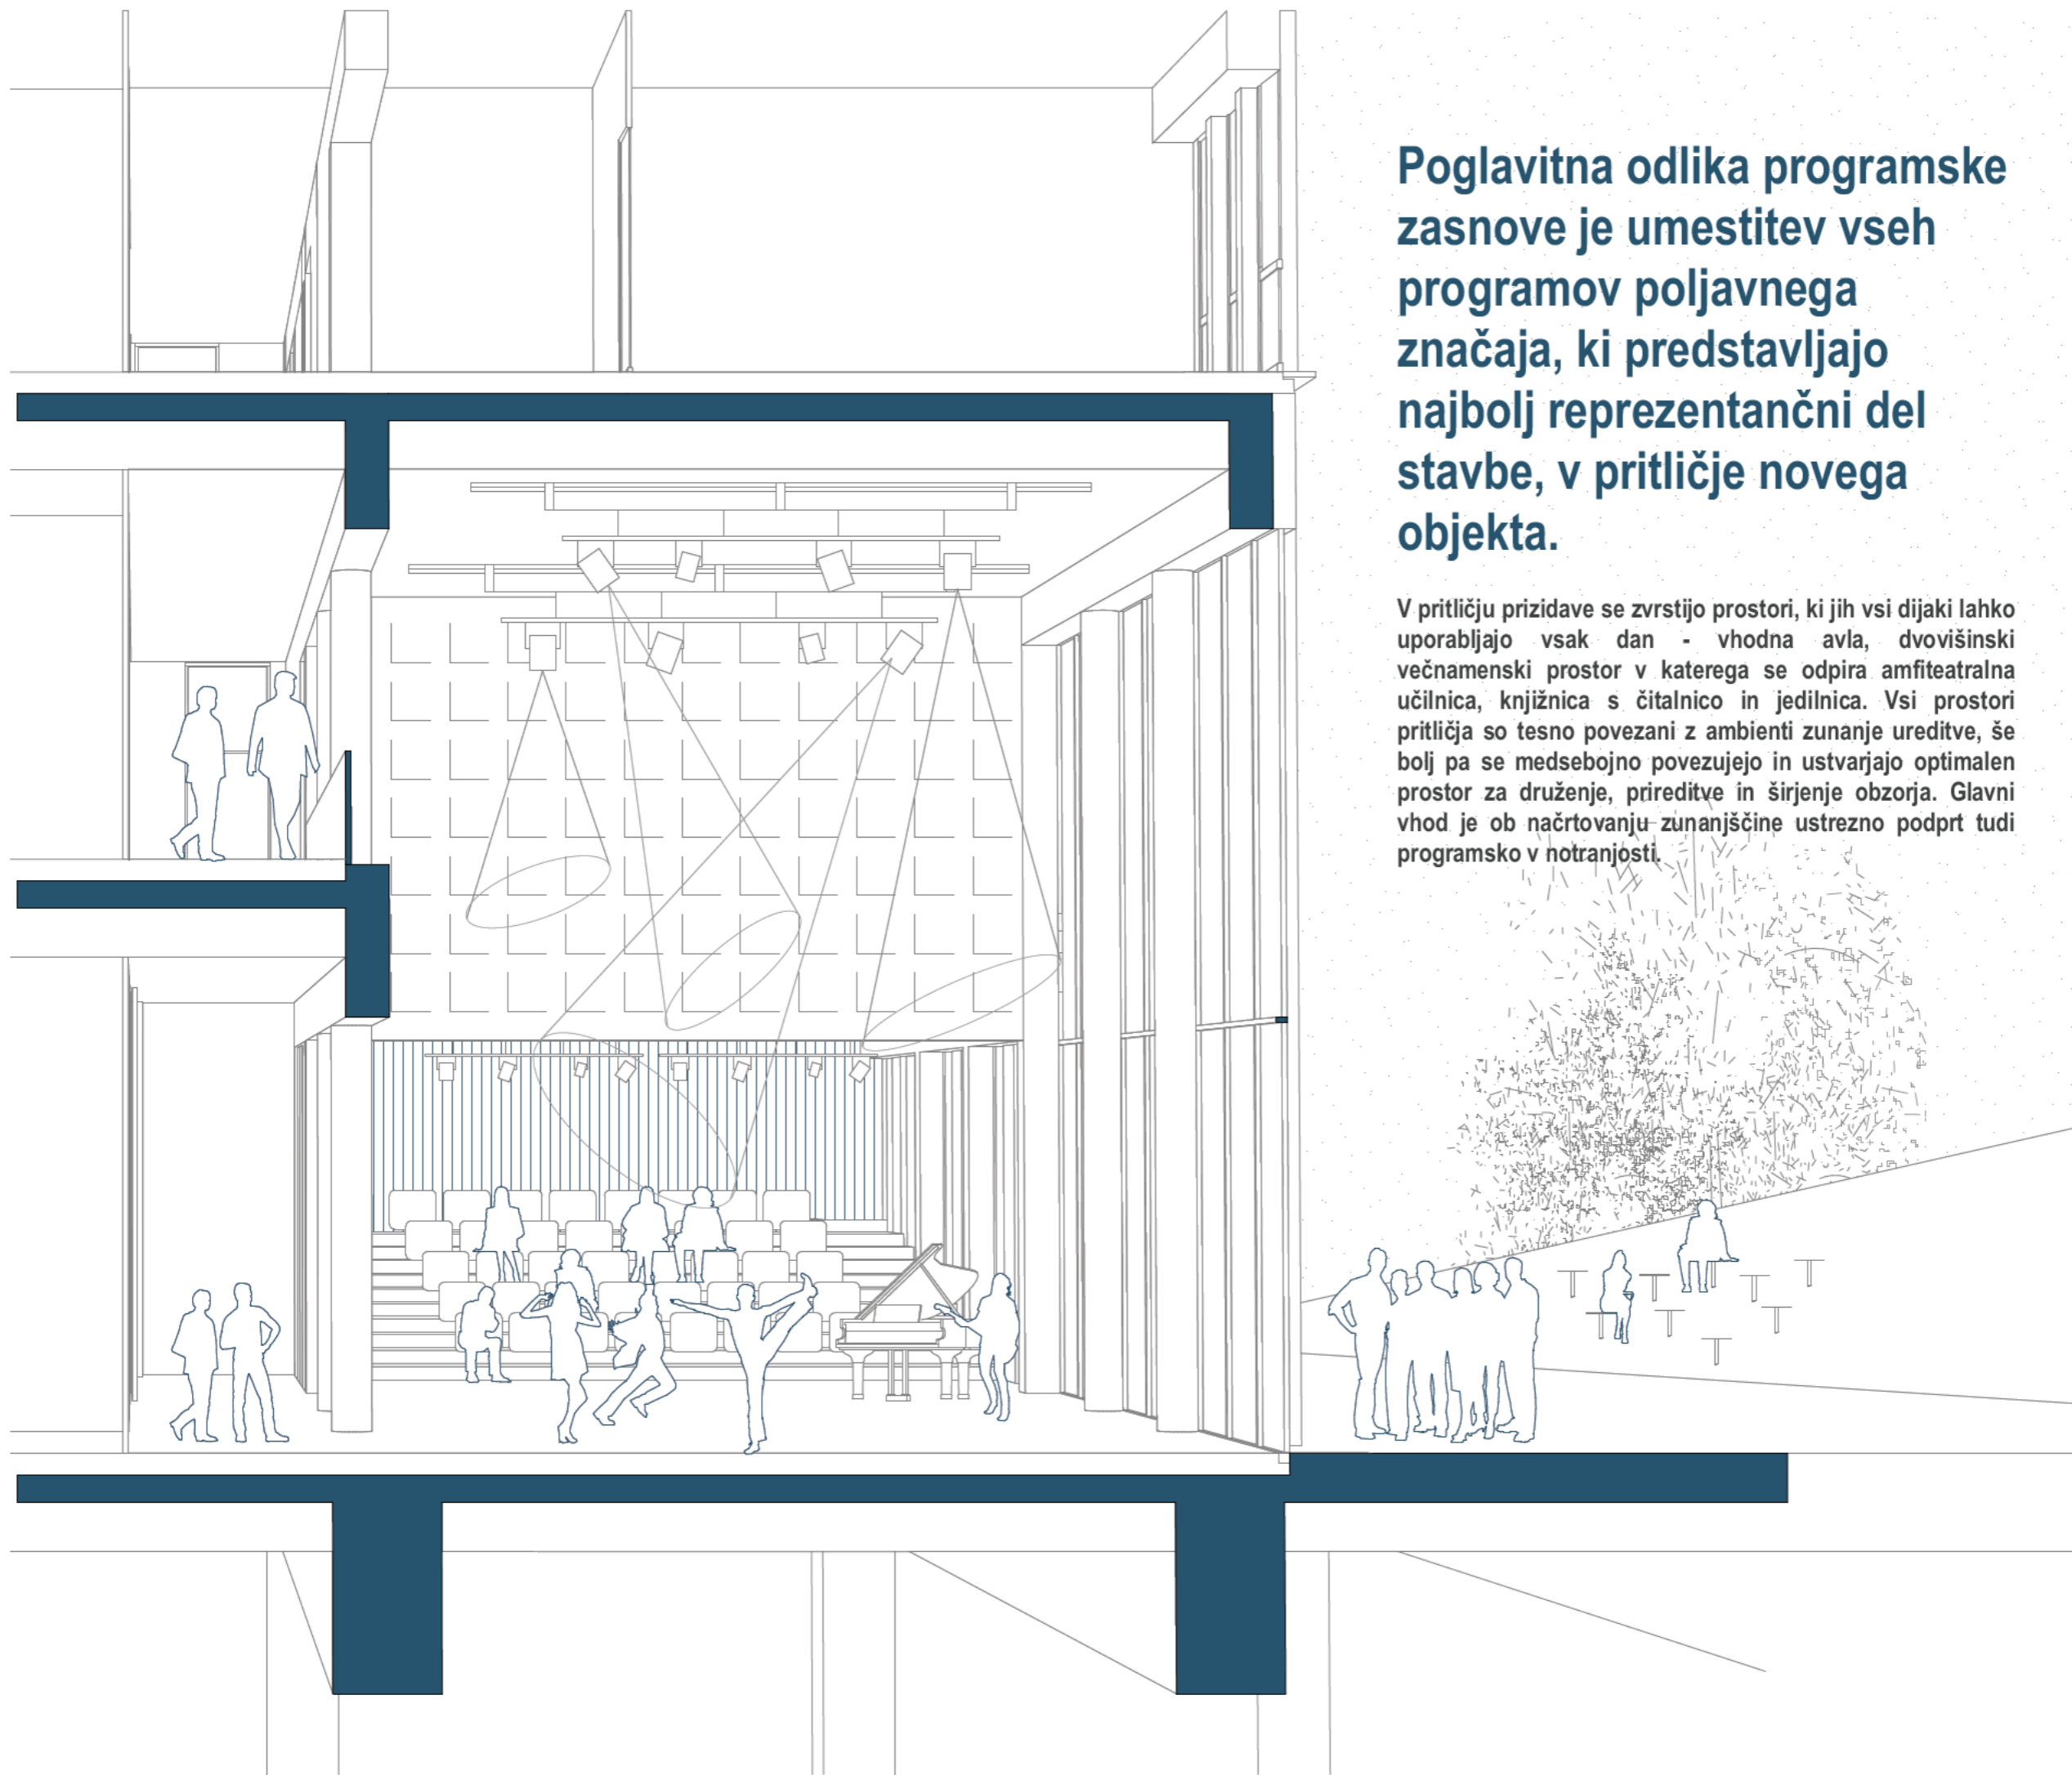 Poglavitna odlika programske
zasnove je umestitev vseh
programov poljavnega
značaja, ki predstavljajo
najbolj reprezentančni del
stavbe, v pritličje novega
objekta.
V pritličju prizidave se zvrstijo prostori, ki jih vsi dijaki lahko
uporabljajo vsak dan - vhodna avla, dvovišinski
večnamenski prostor v katerega se odpira amfiteatralna
učilnica, knjižnica s čitalnico in jedilnica. Vsi prostori
pritličja so tesno povezani z ambienti zunanje ureditve, še
bolj pa se medsebojno povezujejo in ustvarjajo optimalen
prostor za druženje, prireditve in širjenje obzorja. Glavni
vhod je ob načrtovanju zunanjščine ustrezno podprt tudi
programsko v notranjosti.